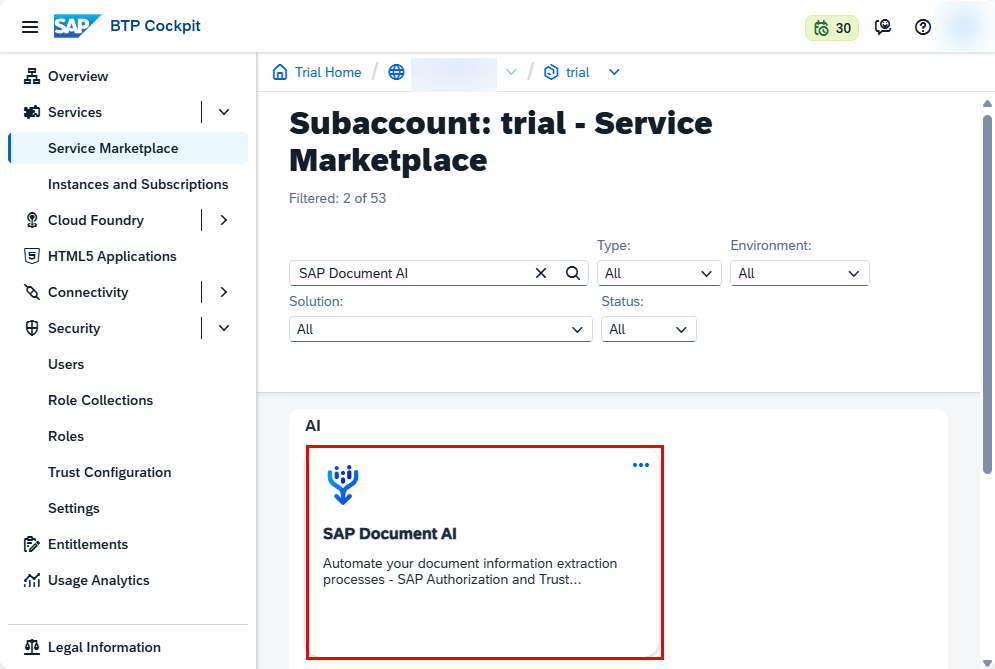 SAP BTP Cockpit
30
Overview
Services
Service Marketplace
Instances and Subscriptions
Cloud Foundry
HTML5 Applications
Connectivity
Security
Users
Role Collections
Roles
Trust Configuration
Settings
Entitlements
Usage Analytics
Legal Information
Trial Home / / trial
Subaccount: trial - Service
Marketplace
Filtered: 2 of 53
Type: Environment:
SAP Document AI All All
Solution: Status:
All All
AI
SAP Document AI
Automate your document information extraction
processes - SAP Authorization and Trust...